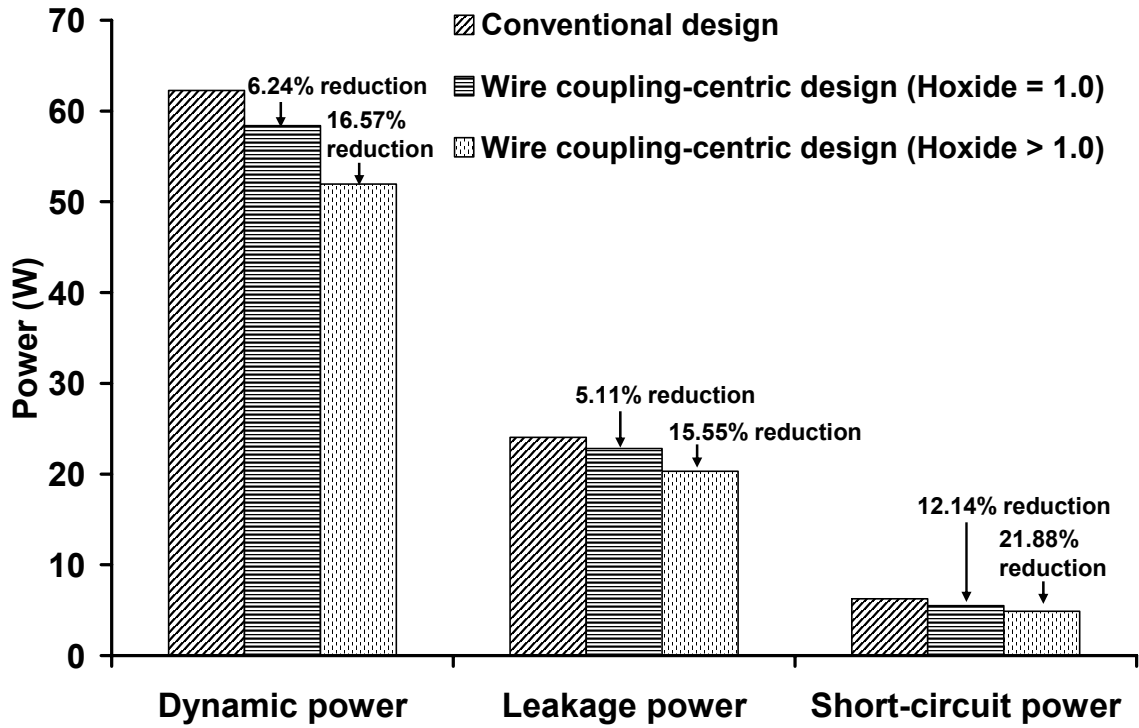 70
60
50
40
30
20
10
0
Power (W)
Conventional design
Wire coupling-centric design (Hoxide = 1.0)
Wire coupling-centric design (Hoxide > 1.0)
6.24% reduction
16.57%
reduction
5.11% reduction
15.55% reduction
12.14% reduction
21.88%
reduction
Dynamic power
Leakage power
Short-circuit power